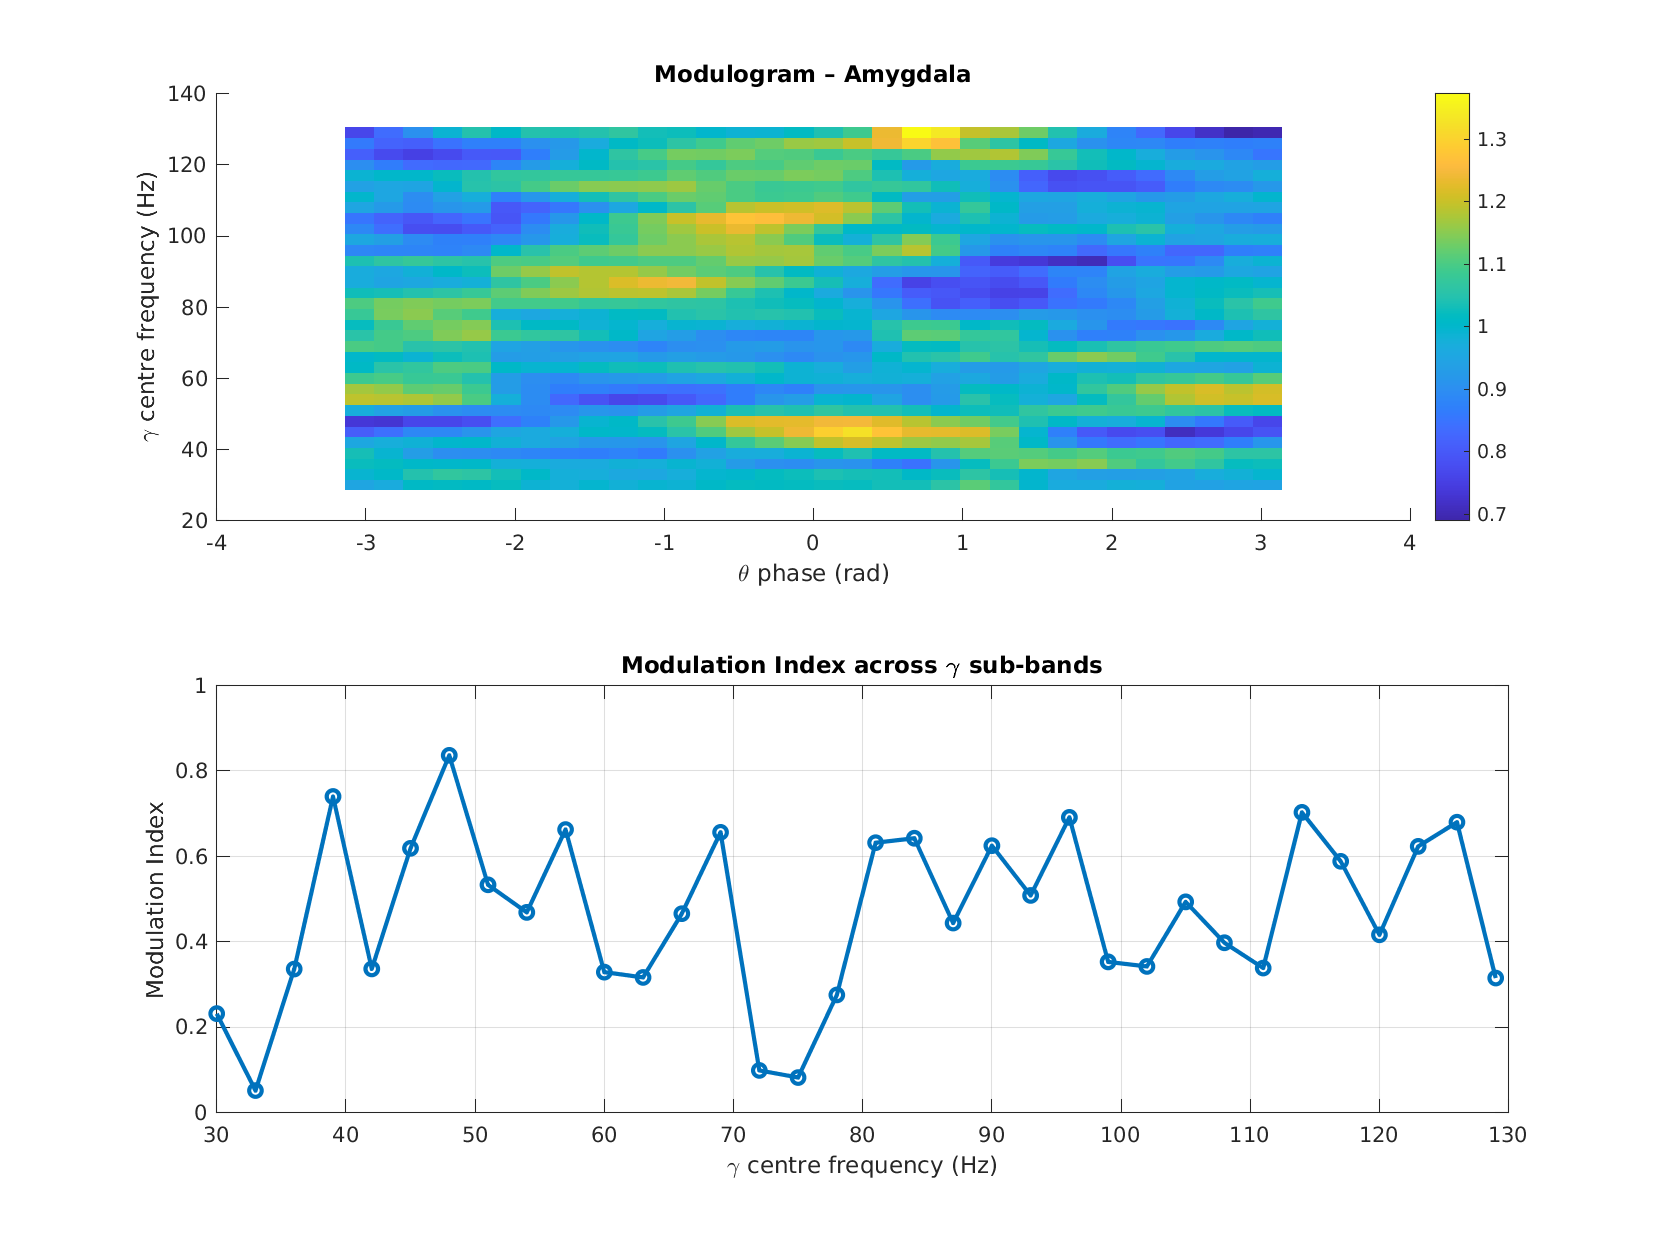 Modulogram – Amygdala
140
120
100
80
60
40
20
γ centre frequency (Hz)
-4 -3 -2 -1 0 1 2 3 4
θ phase (rad)
1.3
1.2
1.1
1
0.9
0.8
0.7
Modulation Index across γ sub-bands
1
0.8
0.6
0.4
0.2
0
Modulation Index
30 40 50 60 70 80 90 100 110 120 130
γ centre frequency (Hz)